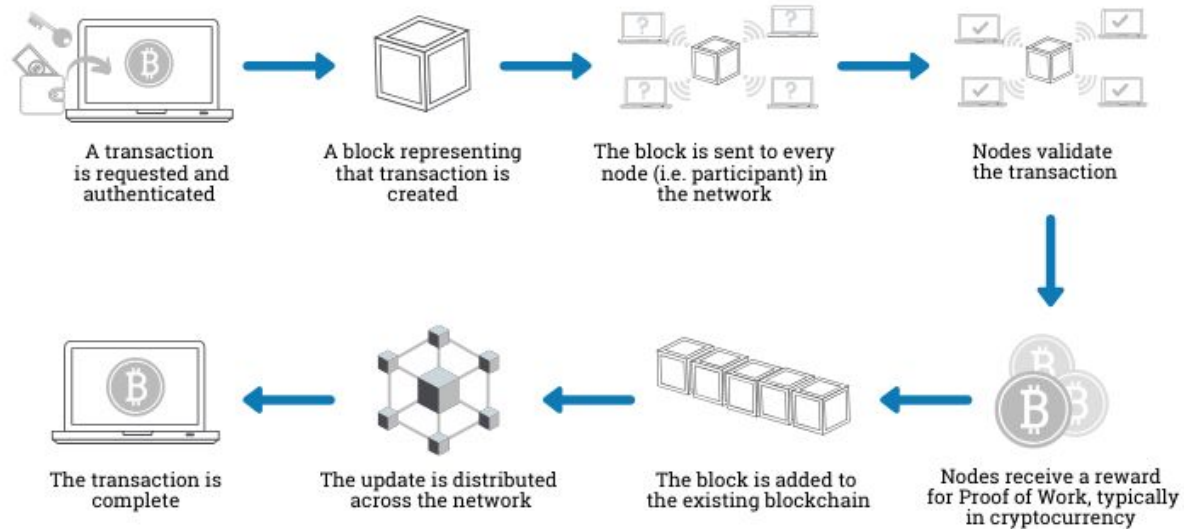 A transaction
is requested and
authenticated
A block representing
that transaction is
created
The block is sent to every
node (i.e. participant) in
the network
Nodes validate
the transaction
Nodes receive a reward
for Proof of Work, typically
in cryptocurrency
The block is added to
the existing blockchain
The update is distributed
across the network
The transaction is
complete